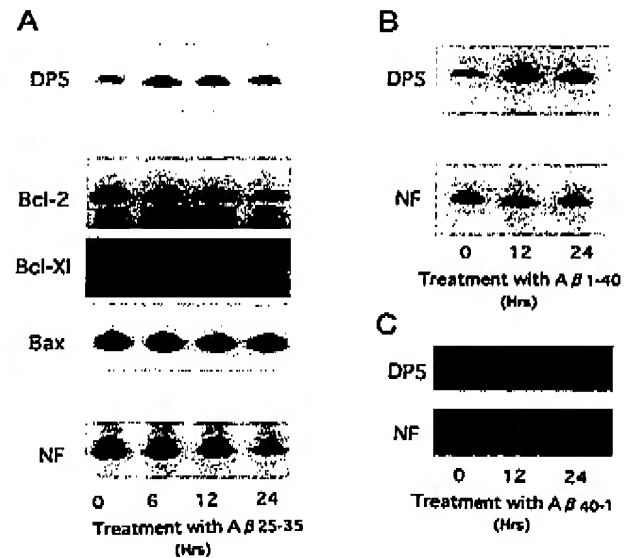 A
DP5
Bcl-2
Bcl-Xl
Bax
NF
0 6 12 24
Treatment with A β 25-35
(Hrs)
B
DP5
NF
0 12 24
Treatment with A β 1-40
(Hrs)
C
DP5
NF
0 12 24
Treatment with A β 40-1
(Hrs)